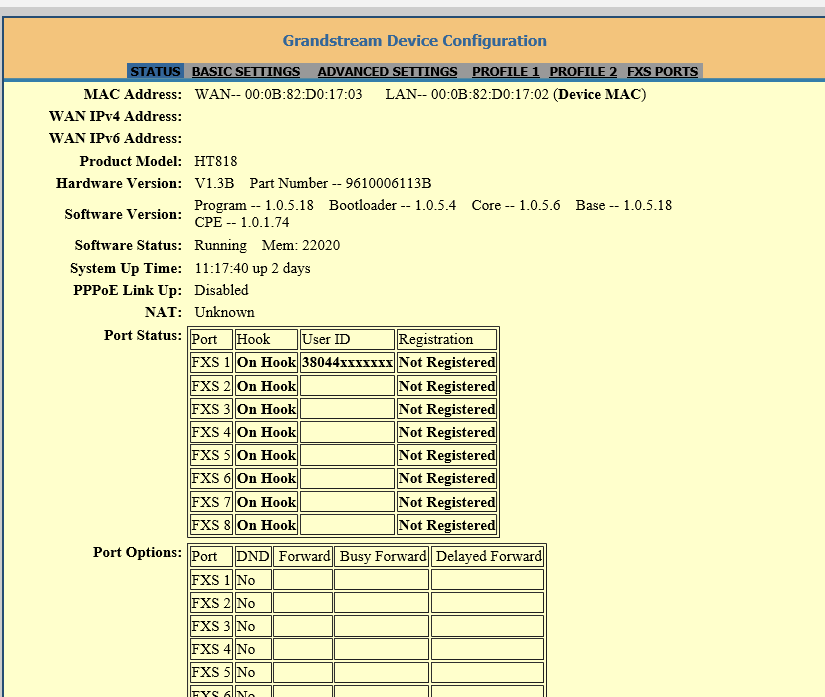 Grandstream Device Configuration
STATUS BASIC SETTINGS ADVANCED SETTINGS PROFILE 1 PROFILE 2 FXS PORTS
MAC Address: WAN-- 00:0B:82:D0:17:03 LAN-- 00:0B:82:D0:17:02 (Device MAC)
WAN IPv4 Address:
WAN IPv6 Address:
Product Model: HT818
Hardware Version: V1.3B Part Number -- 9610006113B
Software Version: Program -- 1.0.5.18 Bootloader -- 1.0.5.4 Core -- 1.0.5.6 Base -- 1.0.5.18
CPE -- 1.0.1.74
Software Status: Running Mem: 22020
System Up Time: 11:17:40 up 2 days
PPPoE Link Up: Disabled
NAT: Unknown
Port Status: Port Hook User ID Registration
FXS 1 On Hook 38044xxxxxxx Not Registered
FXS 2 On Hook Not Registered
FXS 3 On Hook Not Registered
FXS 4 On Hook Not Registered
FXS 5 On Hook Not Registered
FXS 6 On Hook Not Registered
FXS 7 On Hook Not Registered
FXS 8 On Hook Not Registered
Port Options: Port DND Forward Busy Forward Delayed Forward
FXS 1 No
FXS 2 No
FXS 3 No
FXS 4 No
FXS 5 No
FXS 6 No